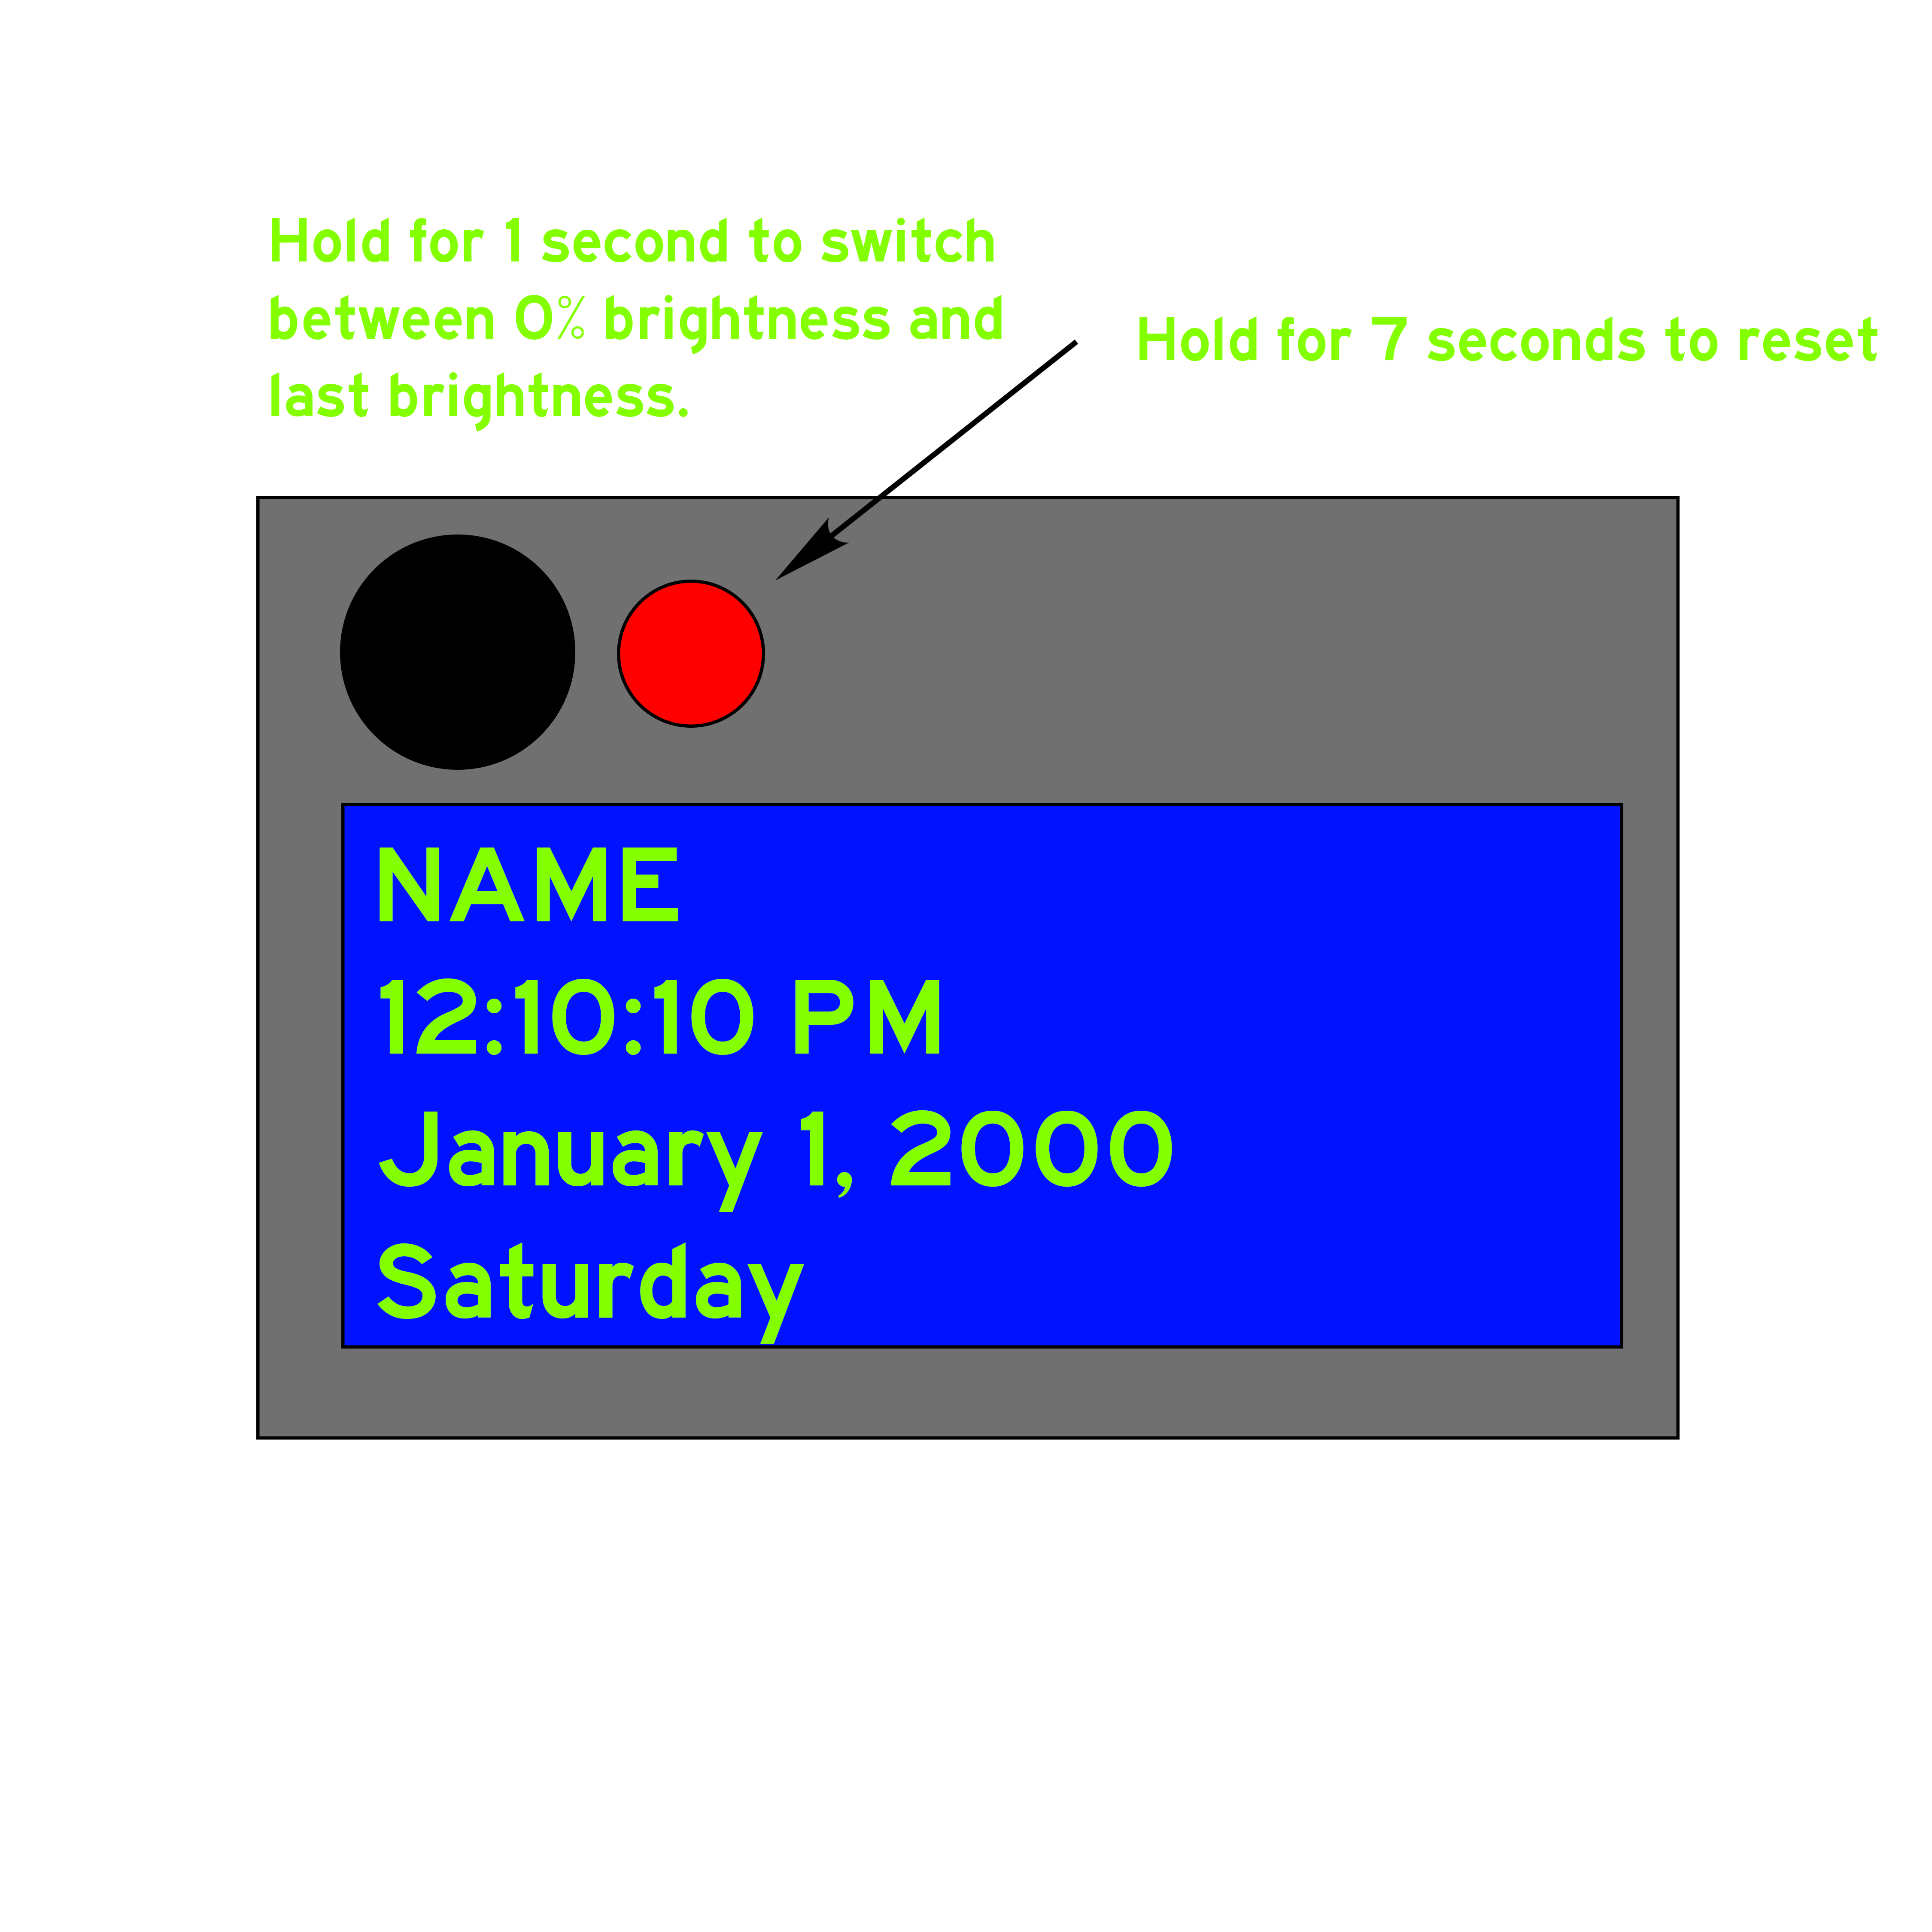 Hold for 1 second to switch
between 0% brightness and
last brightness.
Hold for 7 seconds to reset
NAME
12:10:10 PM
January 1, 2000
Saturday